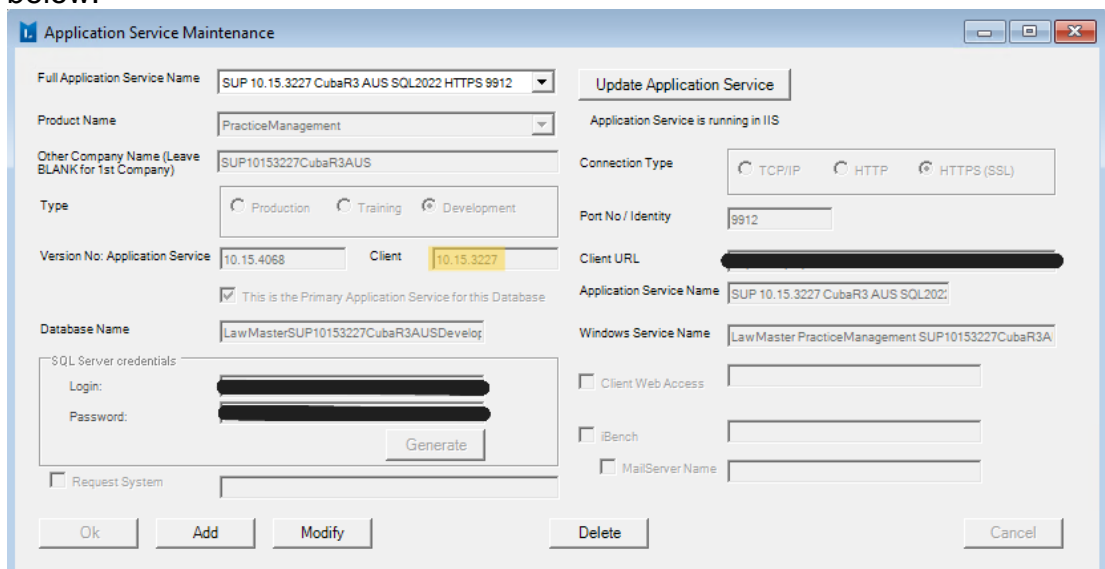 below:
Application Service Maintenance
Full Application Service Name
SUP 10.15.3227 CubaR3 AUS SQL2022 HTTPS 9912
Update Application Service
Product Name
PracticeManagement
Application Service is running in IIS
Other Company Name (Leave
BLANK for 1st Company)
SUP10153227CubaR3AUS
Connection Type
TCP/IP HTTP HTTPS (SSL)
Type
Production Training Development
Port No / Identity
9912
Version No: Application Service
10.15.4068
Client
10.15.3227
Client URL
This is the Primary Application Service for this Database
Application Service Name
SUP 10.15.3227 CubaR3 AUS SQL202
Database Name
LawMasterSUP10153227CubaR3AUSDevelop
Windows Service Name
LawMaster PracticeManagement SUP10153227CubaR3A
SQL Server credentials
Login:
Password:
Generate
Client Web Access
iBench
MailServer Name
Request System
Ok
Add
Modify
Delete
Cancel